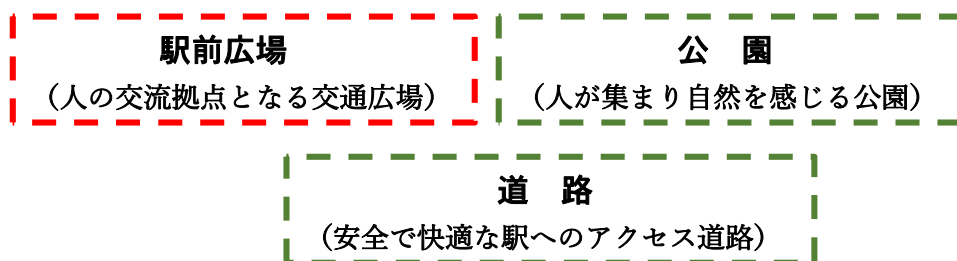 駅前広場
（人の交流拠点となる交通広場）
公　園
（人が集まり自然を感じる公園）
道　路
（安全で快適な駅へのアクセス道路）